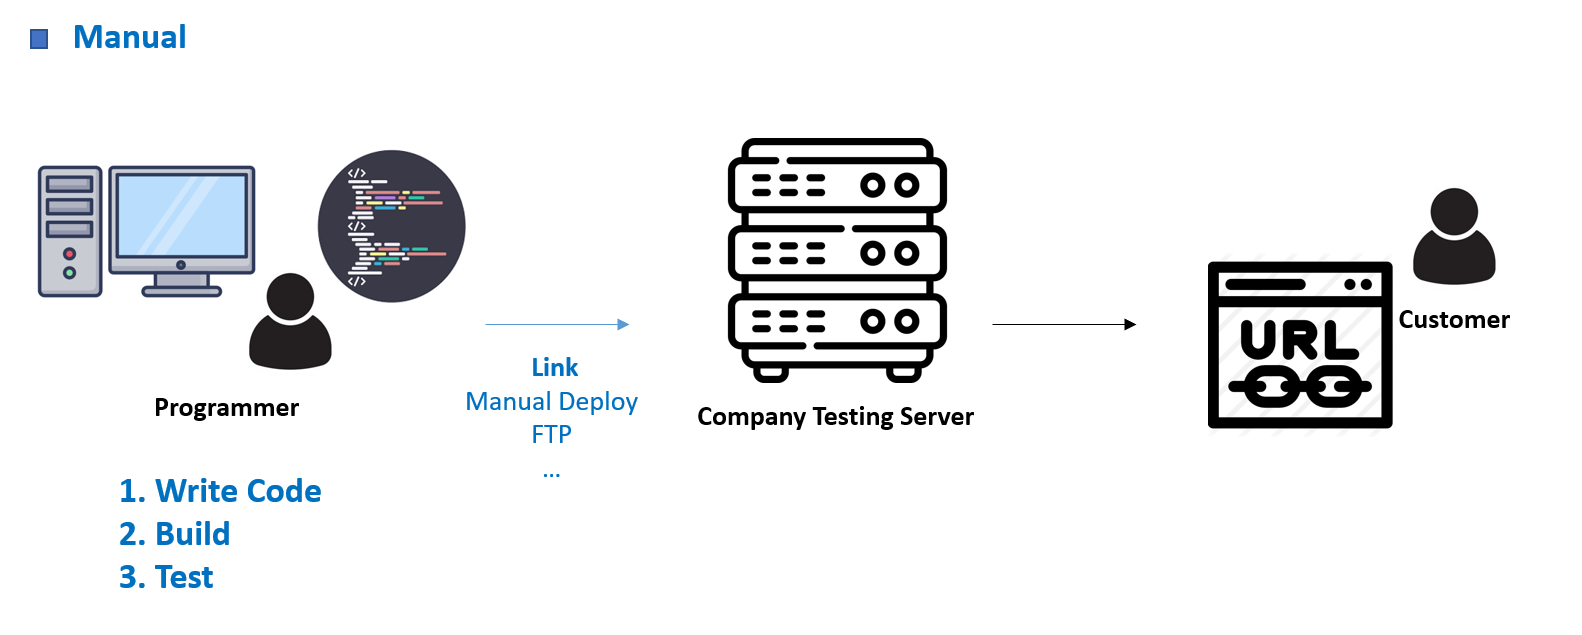 Manual
</>
</>
</>
Programmer
1. Write Code
2. Build
3. Test
Link
Manual Deploy
FTP
...
Company Testing Server
URL
Customer